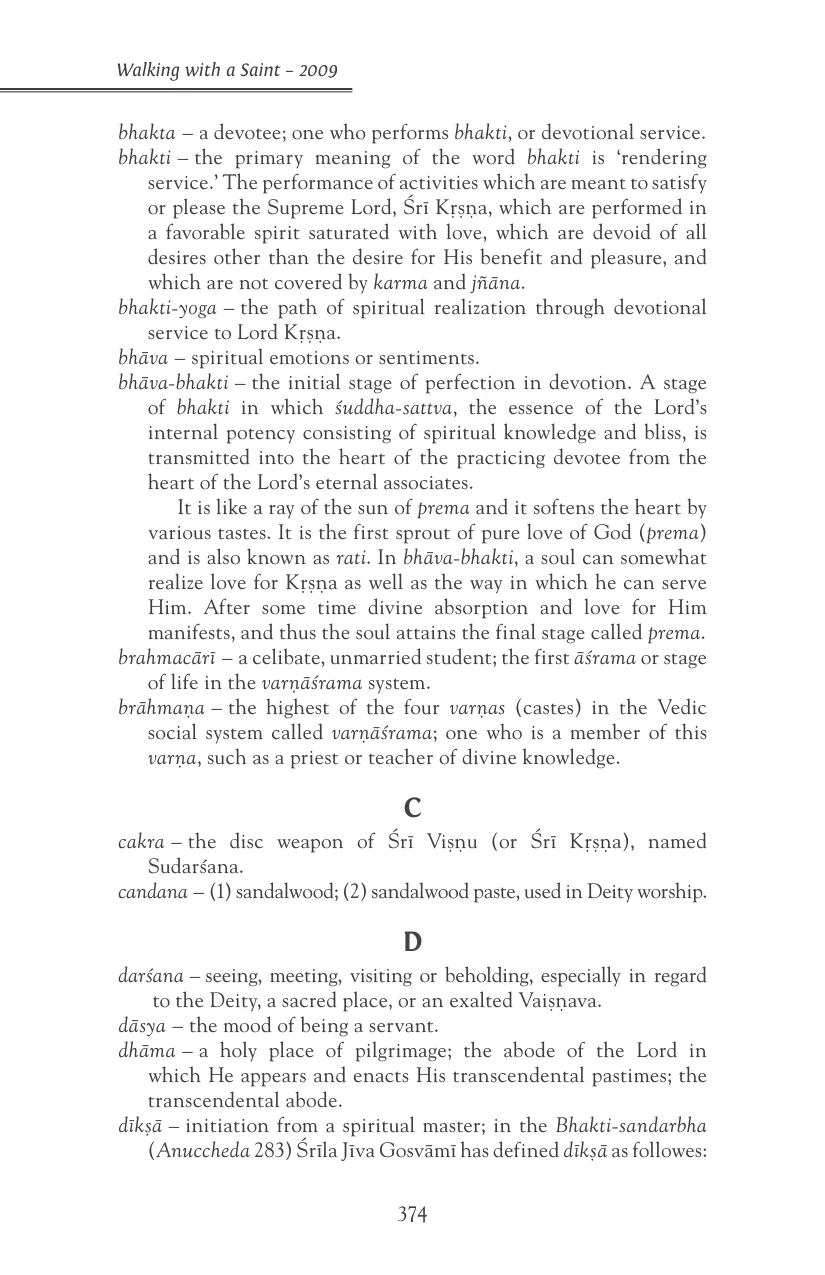 Walking with a Saint – 2009
bhakta – a devotee; one who performs bhakti, or devotional service.
bhakti – the primary meaning of the word bhakti is ‘rendering
service.’ The performance of activities which are meant to satisfy
or please the Supreme Lord, Śrī Kṛṣṇa, which are performed in
a favorable spirit saturated with love, which are devoid of all
desires other than the desire for His benefit and pleasure, and
which are not covered by karma and jñāna.
bhakti-yoga – the path of spiritual realization through devotional
service to Lord Kṛṣṇa.
bhāva – spiritual emotions or sentiments.
bhāva-bhakti – the initial stage of perfection in devotion. A stage
of bhakti in which śuddha-sattva, the essence of the Lord’s
internal potency consisting of spiritual knowledge and bliss, is
transmitted into the heart of the practicing devotee from the
heart of the Lord’s eternal associates.
It is like a ray of the sun of prema and it softens the heart by
various tastes. It is the first sprout of pure love of God (prema)
and is also known as rati. In bhāva-bhakti, a soul can somewhat
realize love for Kṛṣṇa as well as the way in which he can serve
Him. After some time divine absorption and love for Him
manifests, and thus the soul attains the final stage called prema.
brahmacārī – a celibate, unmarried student; the first āśrama or stage
of life in the varṇāśrama system.
brāhmaṇa – the highest of the four varṇas (castes) in the Vedic
social system called varṇāśrama; one who is a member of this
varṇa, such as a priest or teacher of divine knowledge.
C
cakra – the disc weapon of Śrī Viṣṇu (or Śrī Kṛṣṇa), named
Sudarśana.
candana – (1) sandalwood; (2) sandalwood paste, used in Deity worship.
D
darśana – seeing, meeting, visiting or beholding, especially in regard
to the Deity, a sacred place, or an exalted Vaiṣṇava.
dāsya – the mood of being a servant.
dhāma – a holy place of pilgrimage; the abode of the Lord in
which He appears and enacts His transcendental pastimes; the
transcendental abode.
dīkṣā – initiation from a spiritual master; in the Bhakti-sandarbha
(Anuccheda 283) Śrīla Jīva Gosvāmī has defined dīkṣā as followes:
374